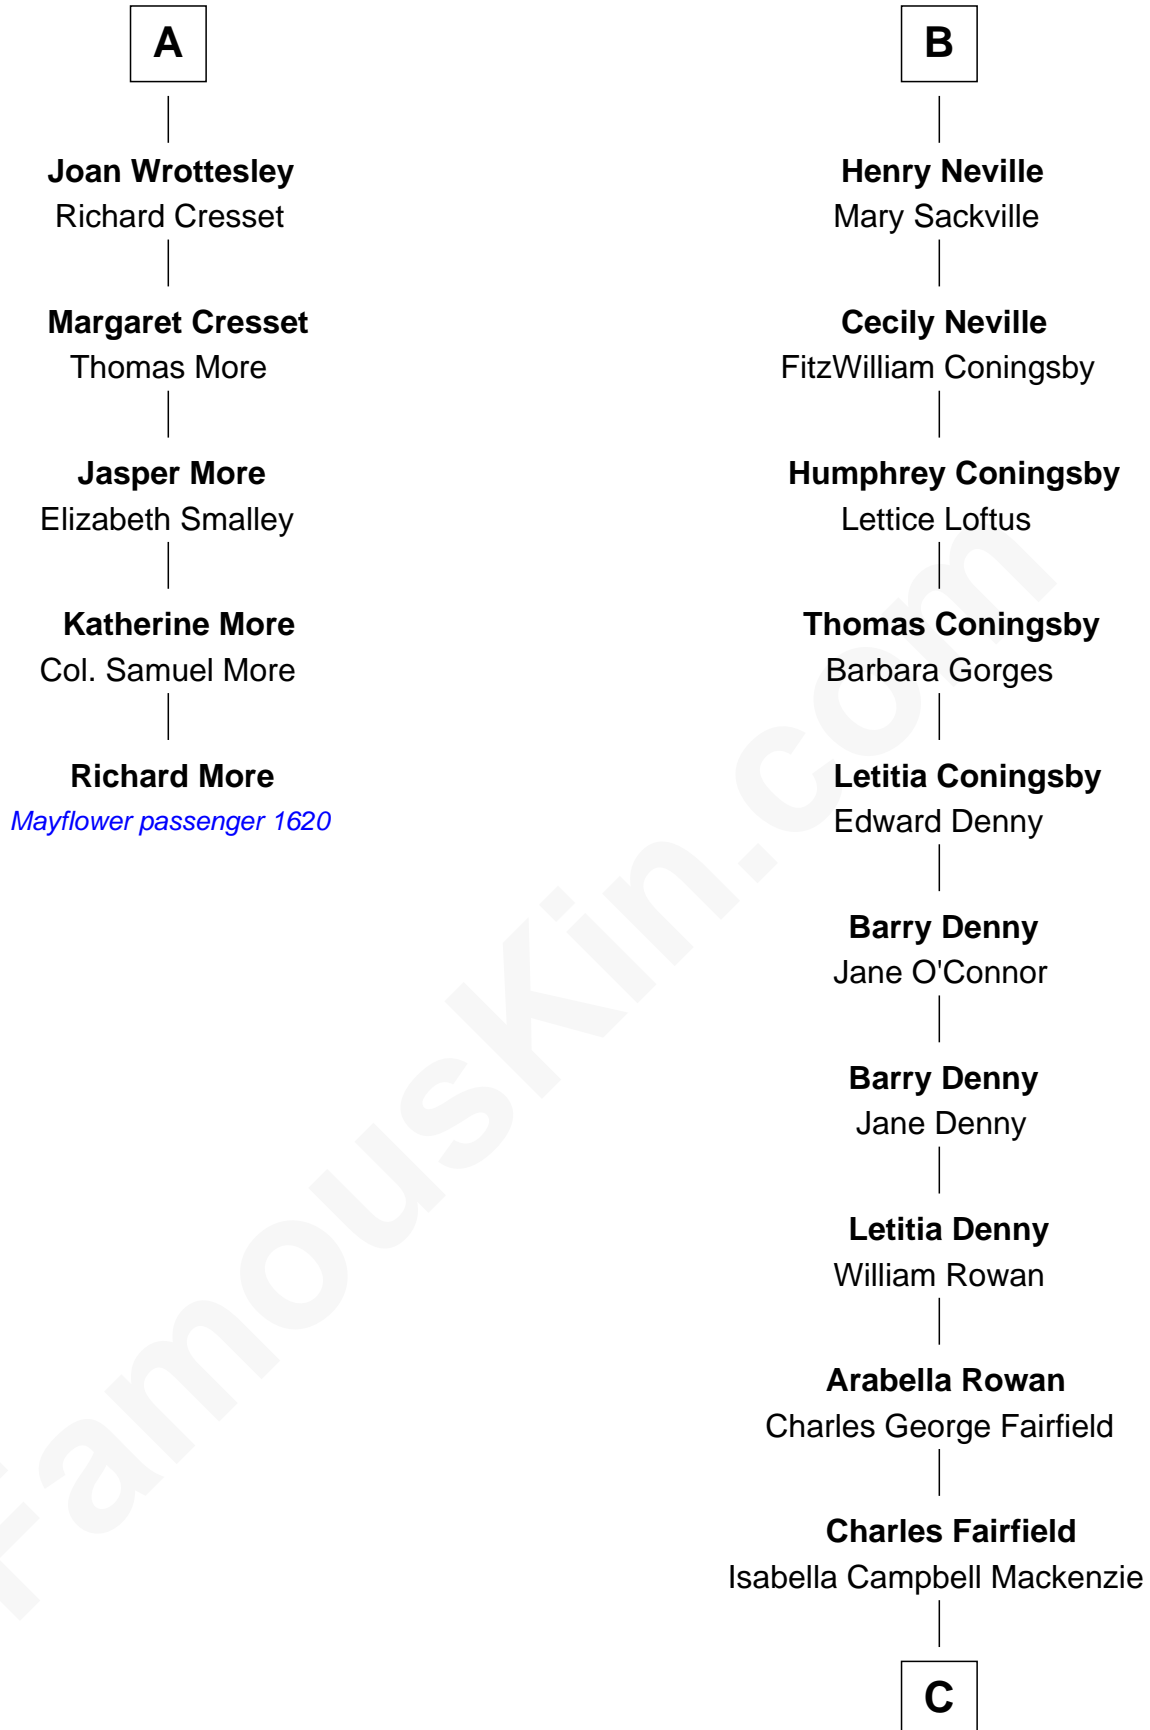 A
Joan Wrottesley
Richard Cresset
Margaret Cresset
Thomas More
Jasper More
Elizabeth Smalley
Katherine More
Col. Samuel More
Richard More
Mayflower passenger 1620
B
Henry Neville
Mary Sackville
Cecily Neville
FitzWilliam Coningsby
Humphrey Coningsby
Lettice Loftus
Thomas Coningsby
Barbara Gorges
Letitia Coningsby
Edward Denny
Barry Denny
Jane O'Connor
Barry Denny
Jane Denny
Letitia Denny
William Rowan
Arabella Rowan
Charles George Fairfield
Charles Fairfield
Isabella Campbell Mackenzie
C
FamousKin.com